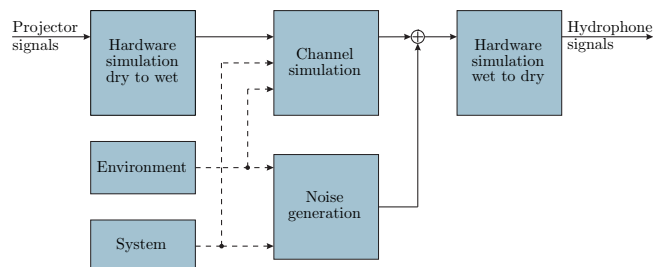 Projector
signals
Hardware
simulation
dry to wet
Channel
simulation
Hardware
simulation
wet to dry
Hydrophone
signals
Environment
Noise
generation
System